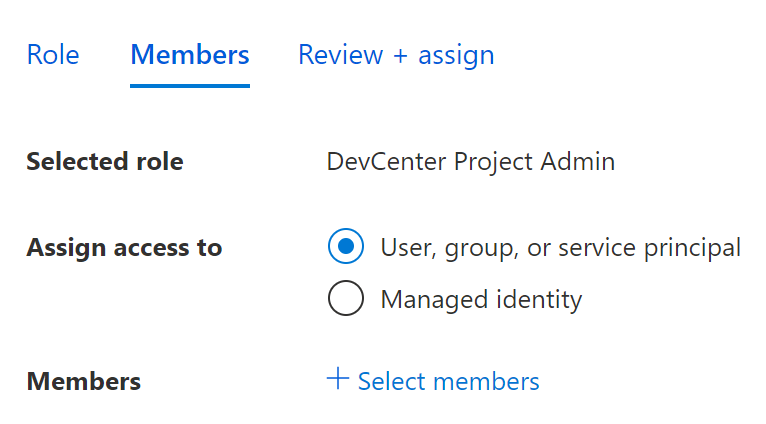 Role Members Review + assign
Selected role DevCenter Project Admin
Assign access to User, group, or service principal
Managed identity
Members + Select members